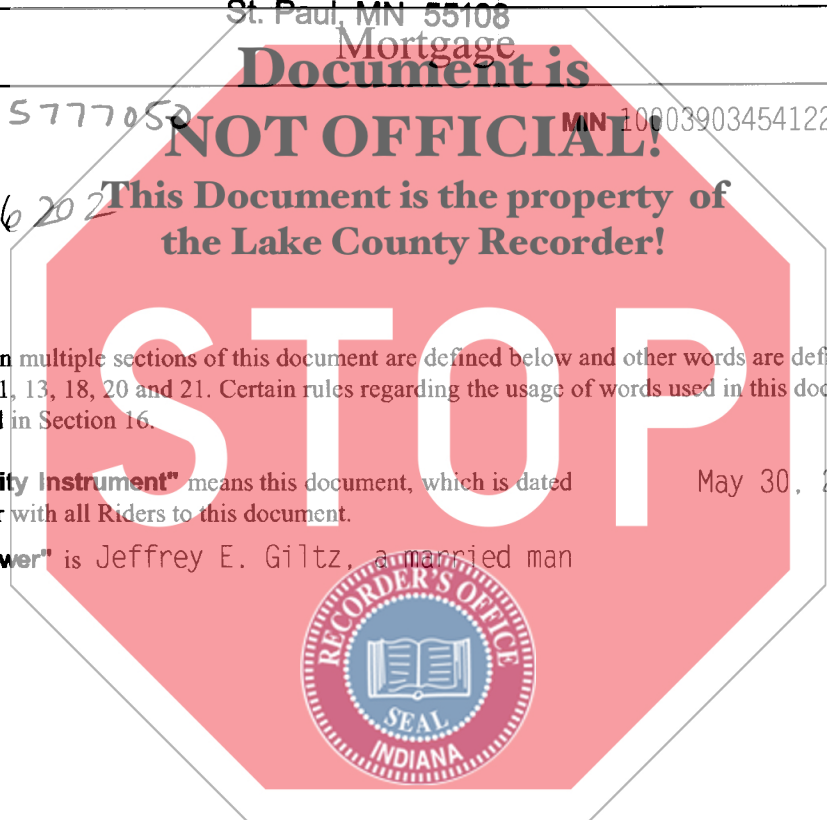 St. Paul, MN 55108
Mortgage
Document is
5777050
NOT OFFICIAL!
MIN 10003903454122
6202
This Document is the property of
the Lake County Recorder!
STOP
n multiple sections of this document are defined below and other words are defi
1, 13, 18, 20 and 21. Certain rules regarding the usage of words used in this doc
in Section 16.
ity Instrument" means this document, which is dated May 30, 2
r with all Riders to this document.
wer" is Jeffrey E. Giltz, a married man
RECORDER'S OFFICE
SEAL
INDIANA